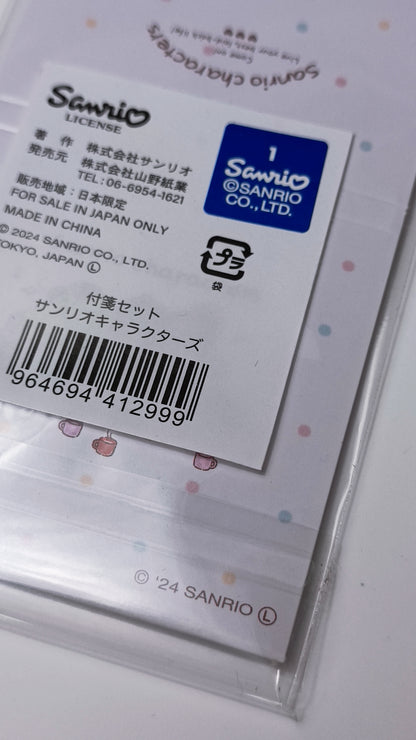 sanrio characters
Sanrio
LICENSE
著 作 株式会社サンリオ
発売元 株式会社山野紙業
TEL:06-6954-1621
販売地域:日本限定
FOR SALE IN JAPAN ONLY
MADE IN CHINA
© 2024 SANRIO CO., LTD.
TOKYO, JAPAN Ⓛ
1
Sanrio
©SANRIO
CO., LTD.
プラ
袋
付箋セット
サンリオキャラクターズ
964694 412999
© '24 SANRIO Ⓛ